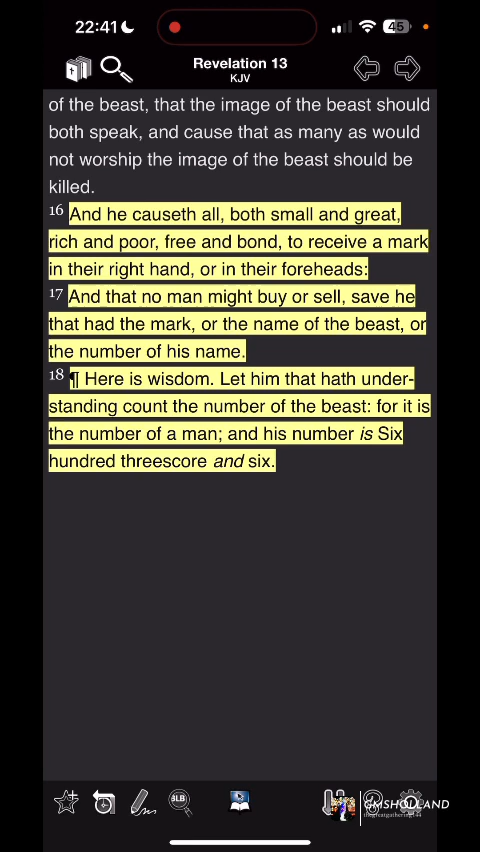 22:41
45
Revelation 13
KJV
of the beast, that the image of the beast should
both speak, and cause that as many as would
not worship the image of the beast should be
killed.
16 And he causeth all, both small and great,
rich and poor, free and bond, to receive a mark
in their right hand, or in their foreheads:
17 And that no man might buy or sell, save he
that had the mark, or the name of the beast, or
the number of his name.
18 ¶ Here is wisdom. Let him that hath under-
standing count the number of the beast: for it is
the number of a man; and his number is Six
hundred threescore and six.
BLB
GMSHOLLAND